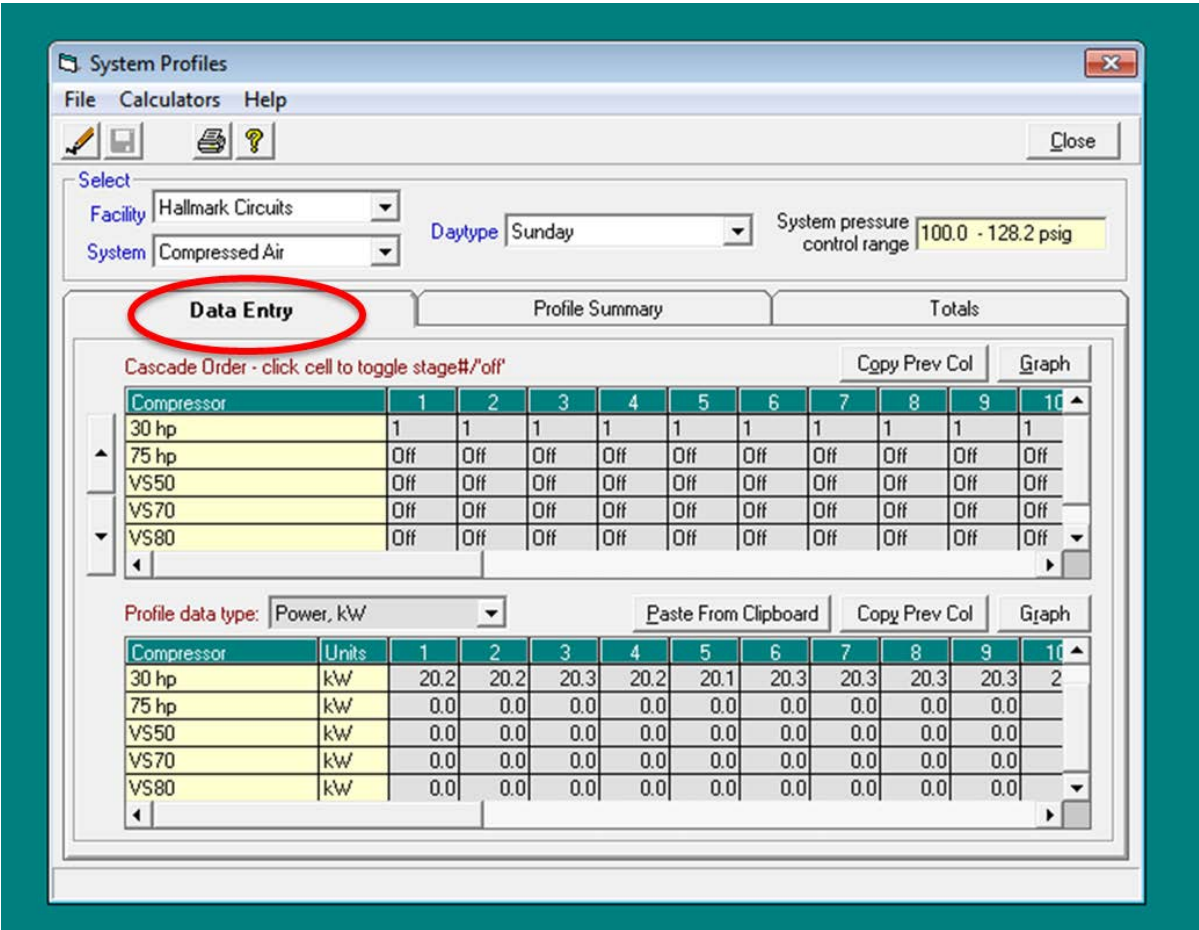 System Profiles
File Calculators Help
Close
Select
Facility Hallmark Circuits
System Compressed Air
Daytype Sunday
System pressure
control range 100.0 - 128.2 psig
Data Entry Profile Summary Totals
Cascade Order - click cell to toggle stage#/'off' Copy Prev Col Graph
Compressor 1 2 3 4 5 6 7 8 9 10
30 hp 1 1 1 1 1 1 1 1 1 1
75 hp Off Off Off Off Off Off Off Off Off Off
VS50 Off Off Off Off Off Off Off Off Off Off
VS70 Off Off Off Off Off Off Off Off Off Off
VS80 Off Off Off Off Off Off Off Off Off Off
Profile data type: Power, kW Paste From Clipboard Copy Prev Col Graph
Compressor Units 1 2 3 4 5 6 7 8 9 10
30 hp kW 20.2 20.2 20.3 20.2 20.1 20.3 20.3 20.3 20.3 2
75 hp kW 0.0 0.0 0.0 0.0 0.0 0.0 0.0 0.0 0.0
VS50 kW 0.0 0.0 0.0 0.0 0.0 0.0 0.0 0.0 0.0
VS70 kW 0.0 0.0 0.0 0.0 0.0 0.0 0.0 0.0 0.0
VS80 kW 0.0 0.0 0.0 0.0 0.0 0.0 0.0 0.0 0.0